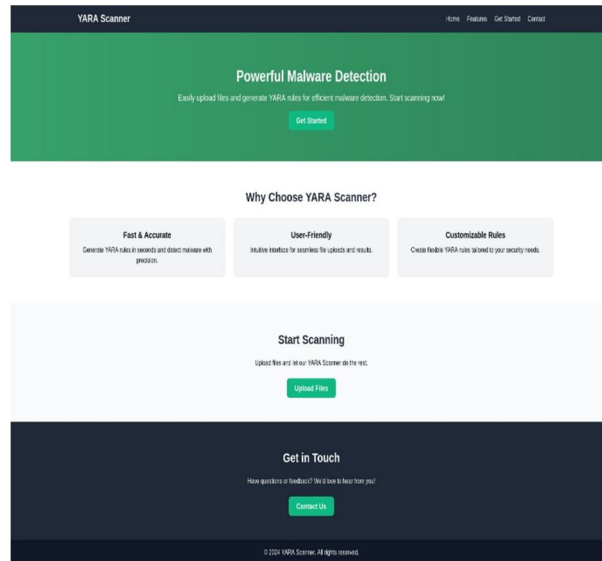 YARA Scanner
Home Features Get Started Contact
Powerful Malware Detection
Easily upload files and generate YARA rules for efficient malware detection. Start scanning now!
Get Started
Why Choose YARA Scanner?
Fast & Accurate
Generate YARA rules in seconds and detect malware with
precision.
User-Friendly
Intuitive interface for seamless file uploads and results.
Customizable Rules
Create flexible YARA rules tailored to your security needs.
Start Scanning
Upload files and let our YARA Scanner do the rest.
Upload Files
Get in Touch
Have questions or feedback? We'd love to hear from you!
Contact Us
© 2024 YARA Scanner. All rights reserved.